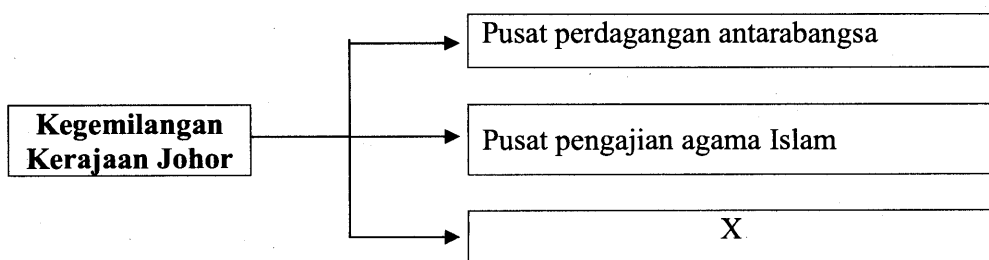 Pusat perdagangan antarabangsa
Kegemilangan
Kerajaan Johor
Pusat pengajian agama Islam
X